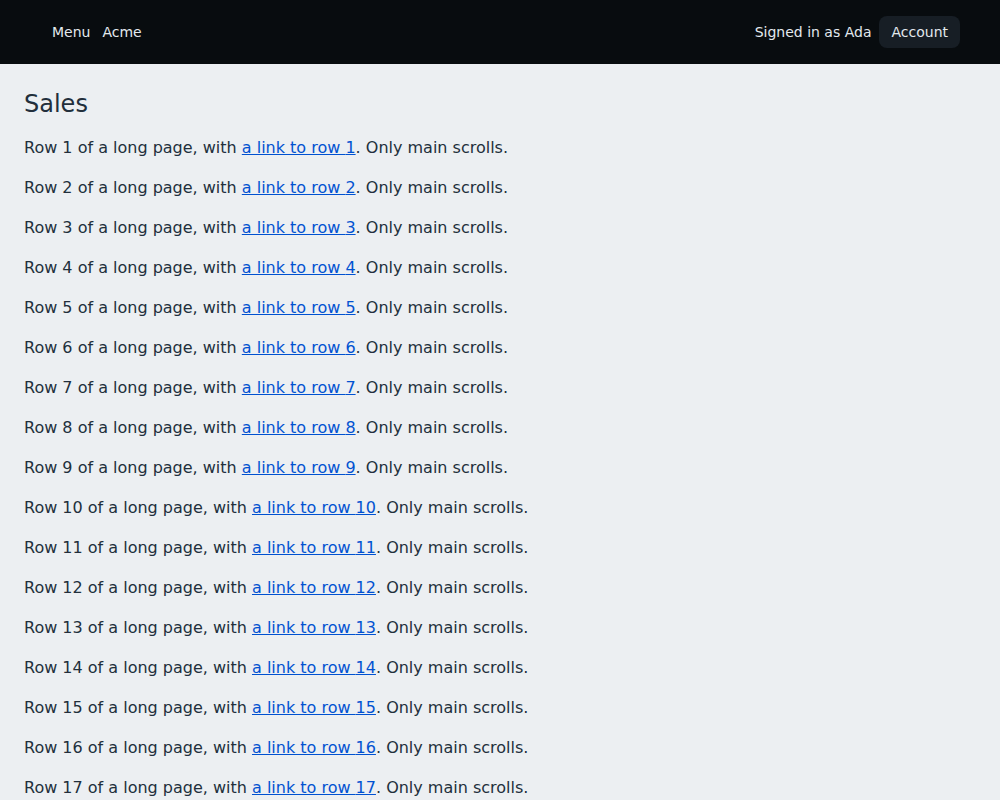 Menu Acme Signed in as Ada Account
Sales
Row 1 of a long page, with a link to row 1. Only main scrolls.
Row 2 of a long page, with a link to row 2. Only main scrolls.
Row 3 of a long page, with a link to row 3. Only main scrolls.
Row 4 of a long page, with a link to row 4. Only main scrolls.
Row 5 of a long page, with a link to row 5. Only main scrolls.
Row 6 of a long page, with a link to row 6. Only main scrolls.
Row 7 of a long page, with a link to row 7. Only main scrolls.
Row 8 of a long page, with a link to row 8. Only main scrolls.
Row 9 of a long page, with a link to row 9. Only main scrolls.
Row 10 of a long page, with a link to row 10. Only main scrolls.
Row 11 of a long page, with a link to row 11. Only main scrolls.
Row 12 of a long page, with a link to row 12. Only main scrolls.
Row 13 of a long page, with a link to row 13. Only main scrolls.
Row 14 of a long page, with a link to row 14. Only main scrolls.
Row 15 of a long page, with a link to row 15. Only main scrolls.
Row 16 of a long page, with a link to row 16. Only main scrolls.
Row 17 of a long page, with a link to row 17. Only main scrolls.